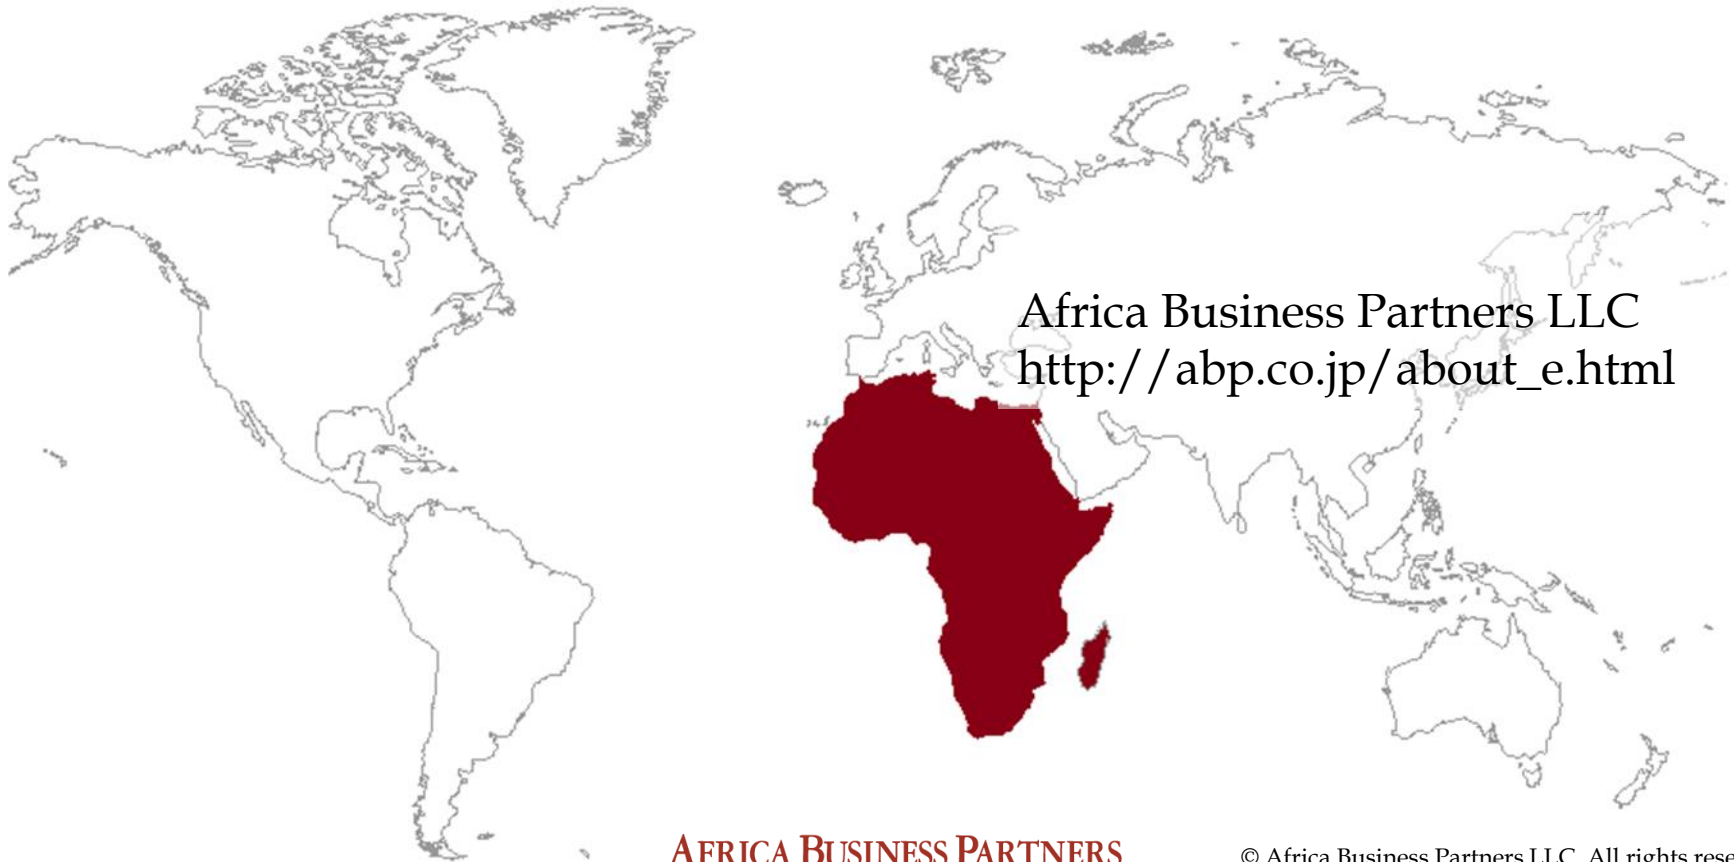 Africa Business Partners LLC
http://abp.co.jp/about_e.html
AFRICA BUSINESS PARTNERS
© Africa Business Partners LLC. All rights rese